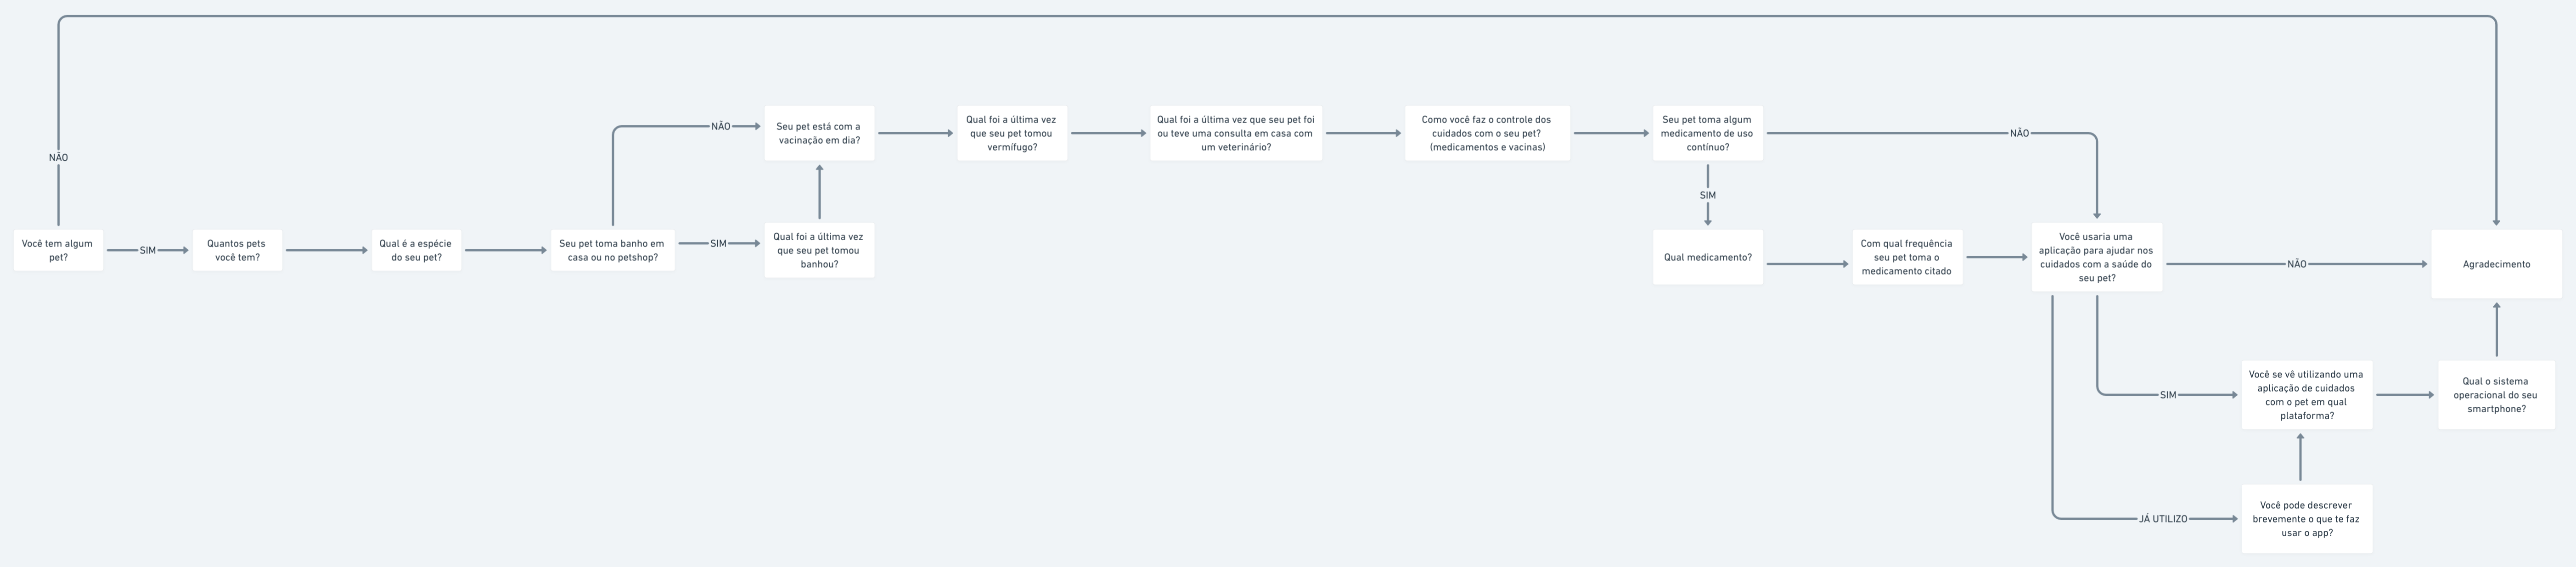 NÃO
Você tem algum
pet?
SIM
Quantos pets
você tem?
Qual é a espécie
do seu pet?
Seu pet toma banho em
casa ou no petshop?
NÃO
SIM
Qual foi a última vez
que seu pet tomou
banhou?
Seu pet está com a
vacinação em dia?
Qual foi a última vez
que seu pet tomou
vermífugo?
Qual foi a última vez que seu pet foi
ou teve uma consulta em casa com
um veterinário?
Como você faz o controle dos
cuidados com o seu pet?
(medicamentos e vacinas)
Seu pet toma algum
medicamento de uso
contínuo?
NÃO
SIM
Qual medicamento?
Com qual frequência
seu pet toma o
medicamento citado
Você usaria uma
aplicação para ajudar nos
cuidados com a saúde do
seu pet?
NÃO
Agradecimento
SIM
Você se vê utilizando uma
aplicação de cuidados
com o pet em qual
plataforma?
Qual o sistema
operacional do seu
smartphone?
JÁ UTILIZO
Você pode descrever
brevemente o que te faz
usar o app?